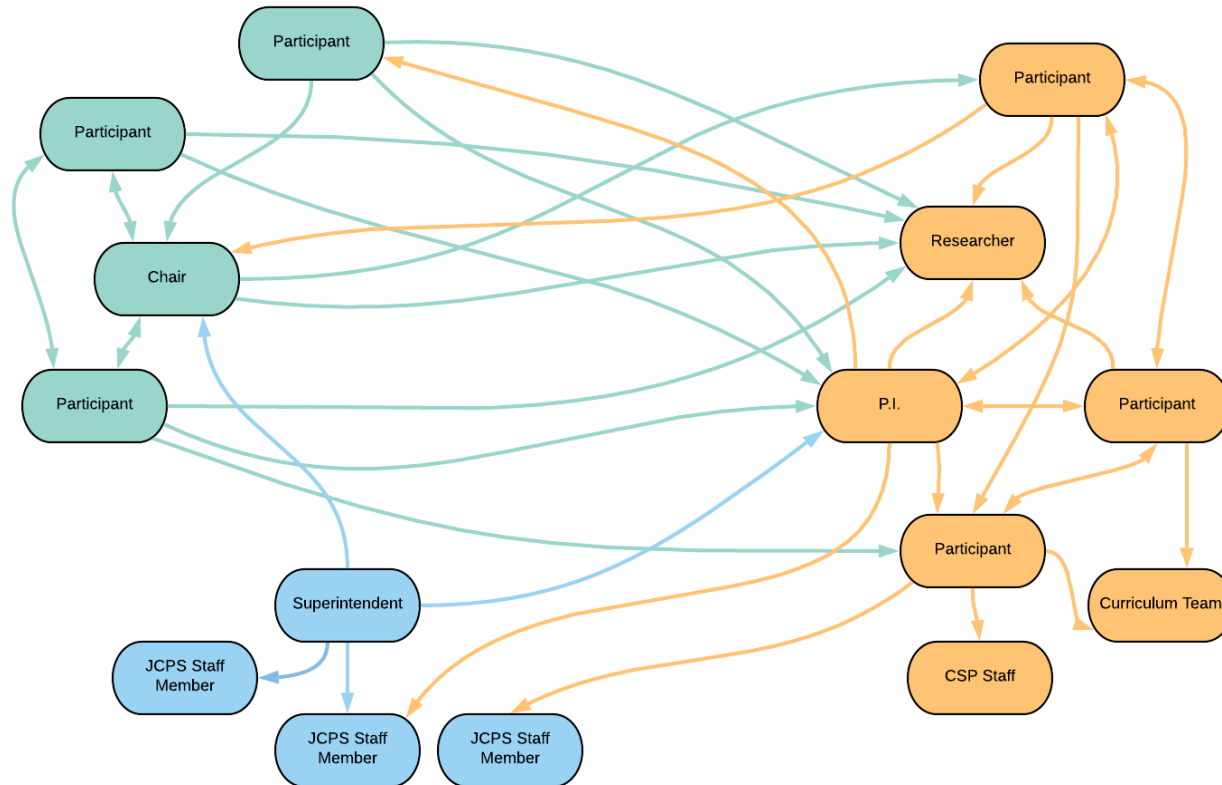 Participant
Participant
Participant
Researcher
Chair
Participant
P.I.
Participant
Participant
Superintendent
Curriculum Team
JCPS Staff
Member
CSP Staff
JCPS Staff
Member
JCPS Staff
Member